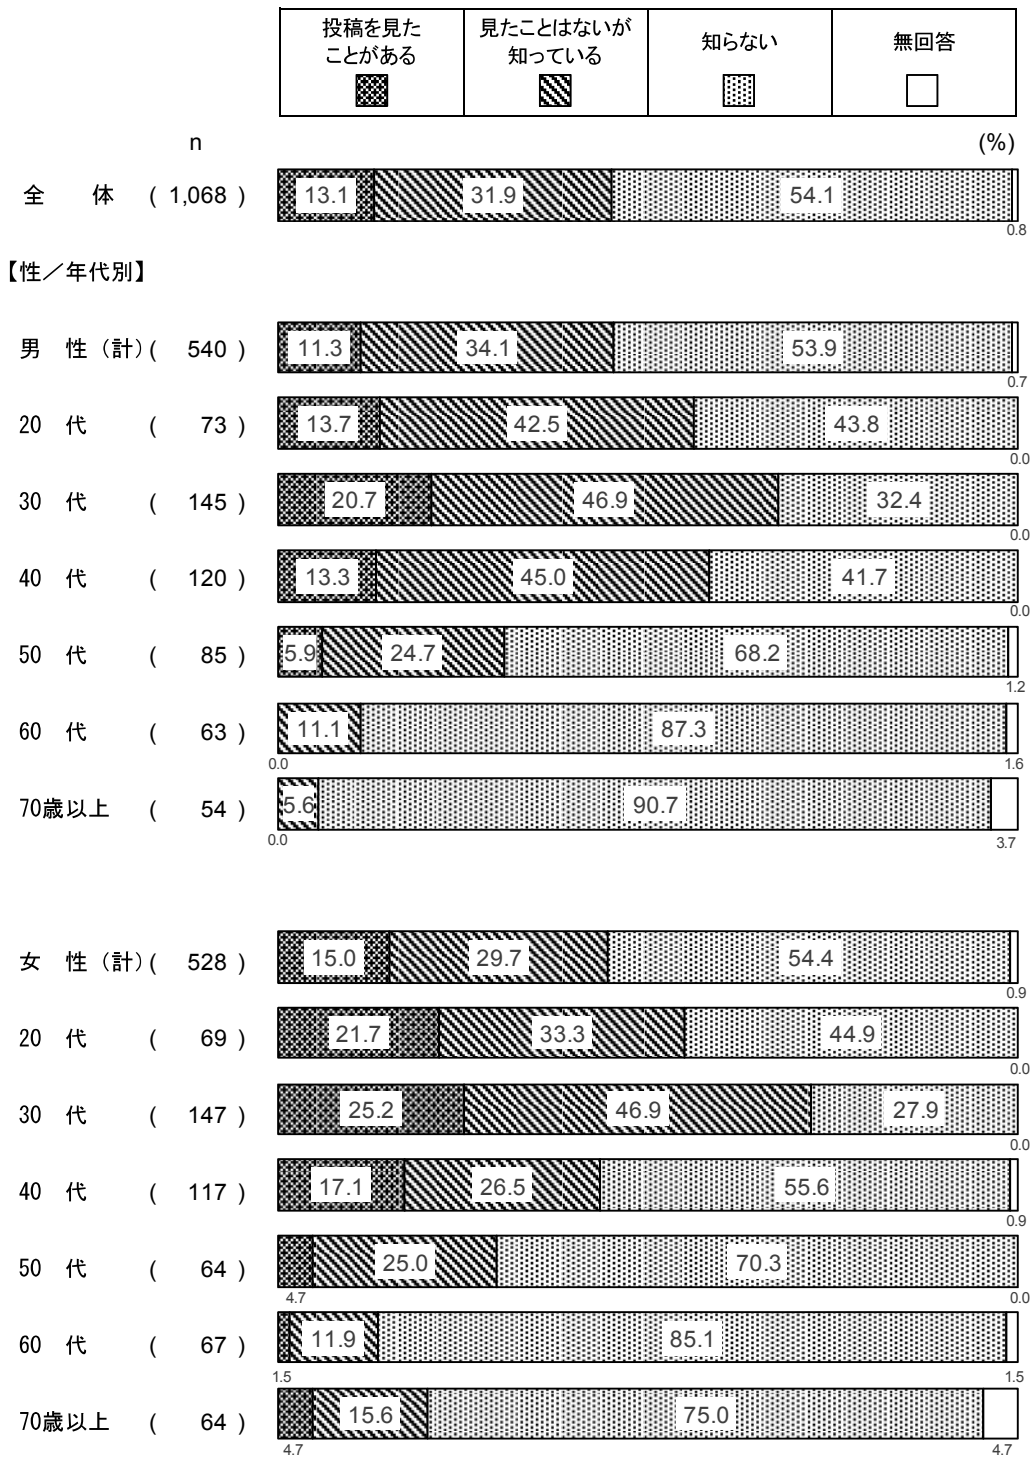 投稿を見た
ことがある
見たことはないが
知っている
知らない
無回答
n (%)
全 体 ( 1,068 ) 13.1 31.9 54.1 0.8
【性／年代別】
男 性（計）( 540 ) 11.3 34.1 53.9 0.7
20 代 ( 73 ) 13.7 42.5 43.8 0.0
30 代 ( 145 ) 20.7 46.9 32.4 0.0
40 代 ( 120 ) 13.3 45.0 41.7 0.0
50 代 ( 85 ) 5.9 24.7 68.2 1.2
60 代 ( 63 ) 11.1 87.3
0.0 1.6
70歳以上 ( 54 ) 5.6 90.7
0.0 3.7
女 性（計）( 528 ) 15.0 29.7 54.4 0.9
20 代 ( 69 ) 21.7 33.3 44.9 0.0
30 代 ( 147 ) 25.2 46.9 27.9 0.0
40 代 ( 117 ) 17.1 26.5 55.6 0.9
50 代 ( 64 ) 25.0 70.3
4.7 0.0
60 代 ( 67 ) 11.9 85.1
1.5 1.5
70歳以上 ( 64 ) 15.6 75.0
4.7 4.7